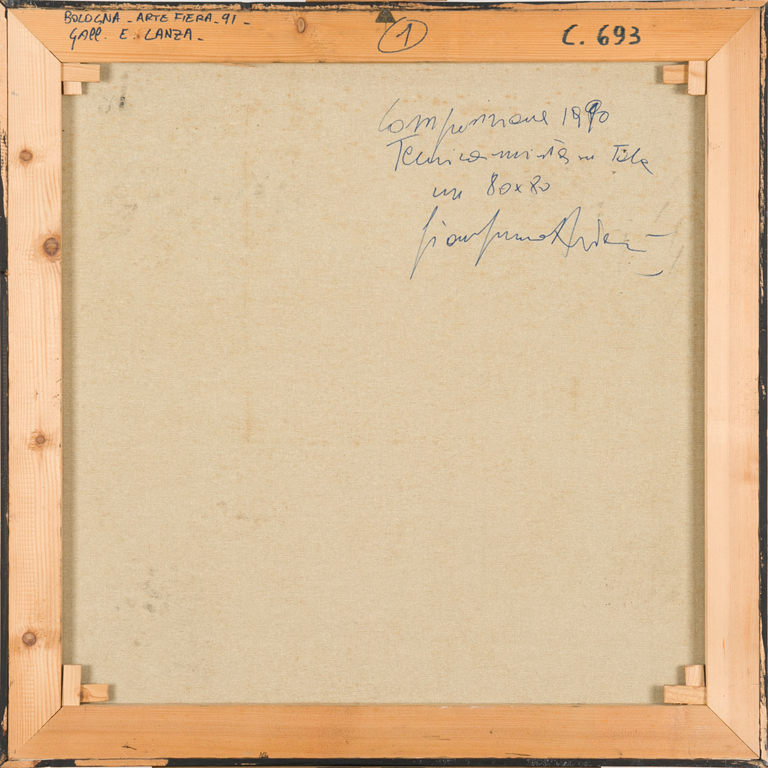 BOLOGNA - ARTE FIERA - 91 -
GALL. E. LANZA -
1
C. 693
Composizione 1990
Tecnica mista su Tela
cm 80x80